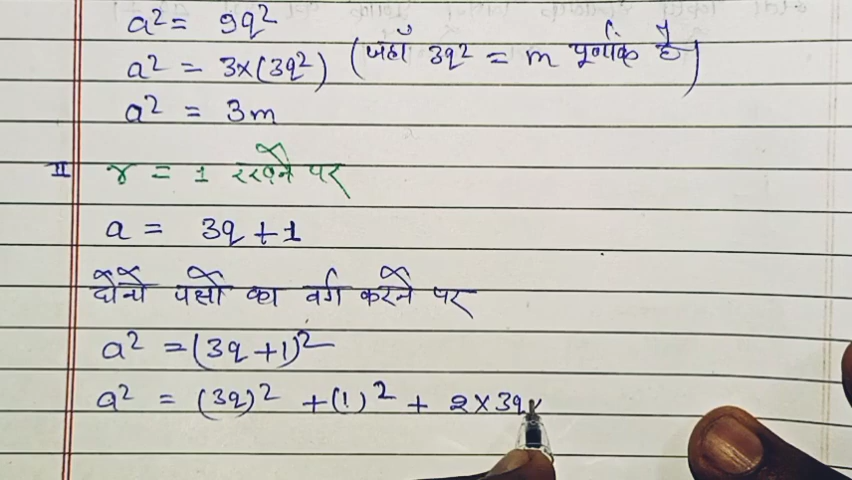 a² = 9q²
a² = 3×(3q²) (जहाँ 3q² = m पूर्णांक है)
a² = 3m
II r = 1 रखने पर
a = 3q + 1
दोनों पक्षों का वर्ग करने पर
a² = (3q + 1)²
a² = (3q)² + (1)² + 2×3q×